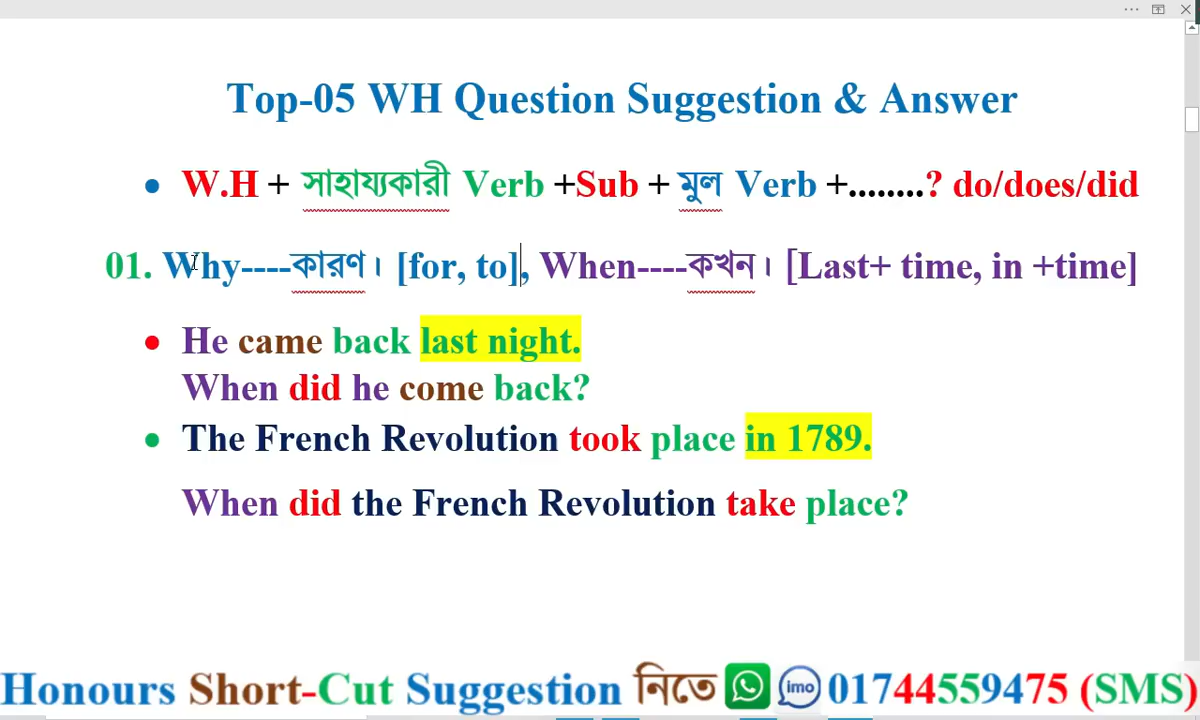 Top-05 WH Question Suggestion & Answer
• W.H + সাহায্যকারী Verb +Sub + মুল Verb +........? do/does/did
01. Why----কারণ। [for, to], When----কখন। [Last+ time, in +time]
• He came back last night.
When did he come back?
• The French Revolution took place in 1789.
When did the French Revolution take place?
Honours Short-Cut Suggestion নিতে imo 01744559475 (SMS)